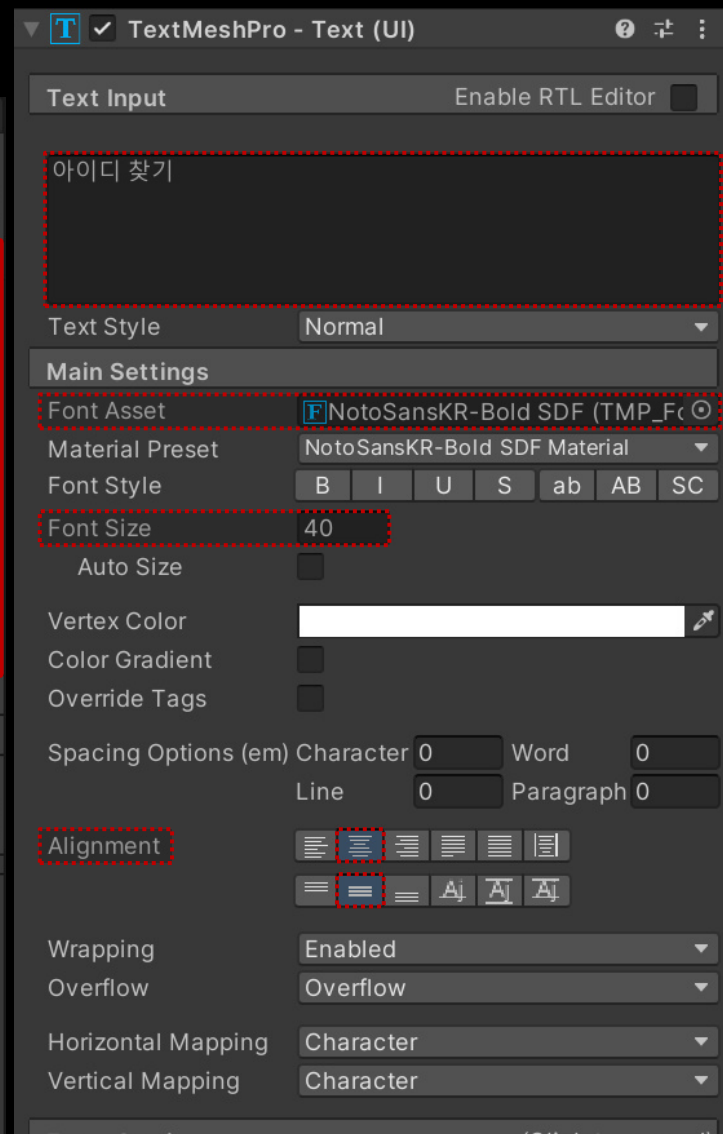 TextMeshPro - Text (UI)
Text Input Enable RTL Editor
아이디 찾기
Text Style Normal
Main Settings
Font Asset NotoSansKR-Bold SDF (TMP_Fo
Material Preset NotoSansKR-Bold SDF Material
Font Style B I U S ab AB SC
Font Size 40
Auto Size
Vertex Color
Color Gradient
Override Tags
Spacing Options (em) Character 0 Word 0
Line 0 Paragraph 0
Alignment
Wrapping Enabled
Overflow Overflow
Horizontal Mapping Character
Vertical Mapping Character